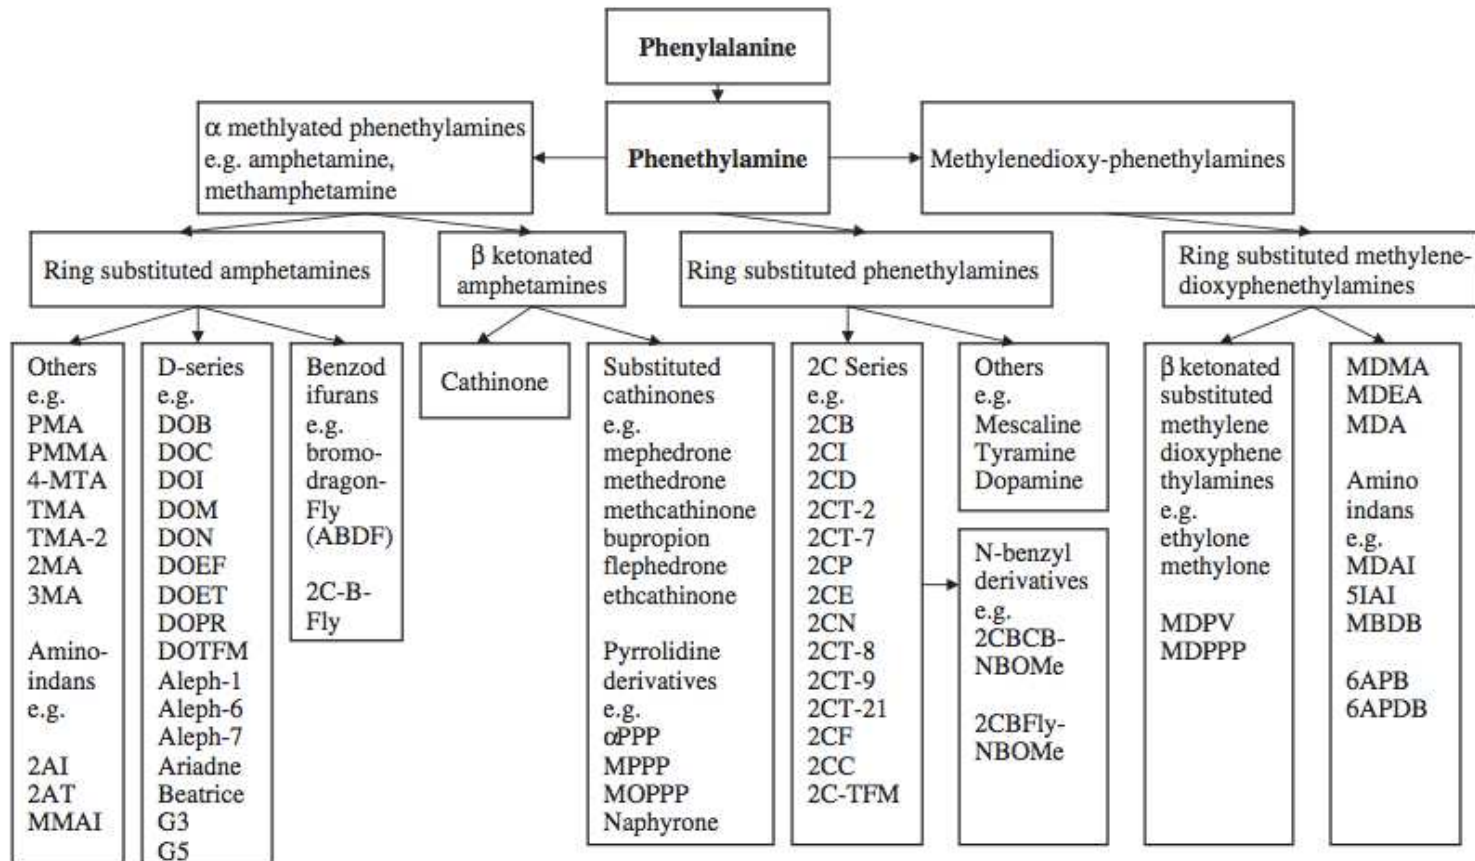 Phenylalanine
α methlyated phenethylamines
e.g. amphetamine,
methamphetamine
Phenethylamine
Methylenedioxy-phenethylamines
Ring substituted amphetamines
β ketonated
amphetamines
Ring substituted phenethylamines
Ring substituted methylene-
dioxyphenethylamines
Others
e.g.
PMA
PMMA
4-MTA
TMA
TMA-2
2MA
3MA
Amino-
indans
e.g.
2AI
2AT
MMAI
D-series
e.g.
DOB
DOC
DOI
DOM
DON
DOEF
DOET
DOPR
DOTFM
Aleph-1
Aleph-6
Aleph-7
Ariadne
Beatrice
G3
G5
Benzod
ifurans
e.g.
bromo-
dragon-
Fly
(ABDF)
2C-B-
Fly
Cathinone
Substituted
cathinones
e.g.
mephedrone
methedrone
methcathinone
bupropion
flephedrone
ethcathinone
Pyrrolidine
derivatives
e.g.
αPPP
MPPP
MOPPP
Naphyrone
2C Series
e.g.
2CB
2CI
2CD
2CT-2
2CT-7
2CP
2CE
2CN
2CT-8
2CT-9
2CT-21
2CF
2CC
2C-TFM
Others
e.g.
Mescaline
Tyramine
Dopamine
N-benzyl
derivatives
e.g.
2CBCB-
NBOMe
2CBFly-
NBOMe
β ketonated
substituted
methylene
dioxyphene
thylamines
e.g.
ethylone
methylone
MDPV
MDPPP
MDMA
MDEA
MDA
Amino
indans
e.g.
MDAI
5IAI
MBDB
6APB
6APDB